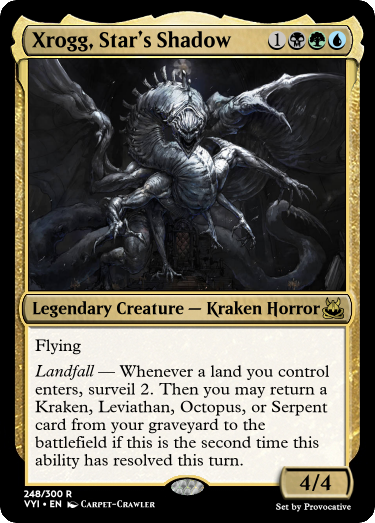 Xrogg, Star's Shadow 1
Legendary Creature — Kraken Horror
Flying
Landfall — Whenever a land you control
enters, surveil 2. Then you may return a
Kraken, Leviathan, Octopus, or Serpent
card from your graveyard to the
battlefield if this is the second time this
ability has resolved this turn.
4/4
248/300 R
VYI • EN Carpet-Crawler
Set by Provocative